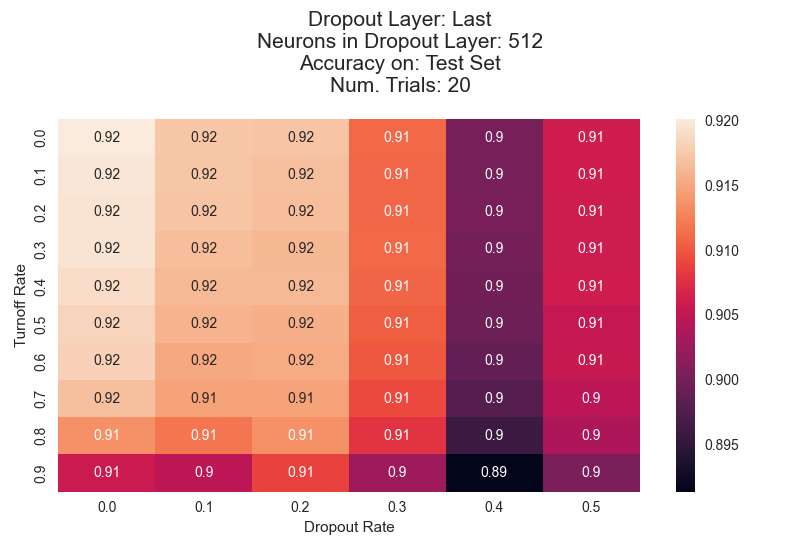 Dropout Layer: Last
Neurons in Dropout Layer: 512
Accuracy on: Test Set
Num. Trials: 20
0.0 0.92 0.92 0.92 0.91 0.9 0.91
0.1 0.92 0.92 0.92 0.91 0.9 0.91
0.2 0.92 0.92 0.92 0.91 0.9 0.91
0.3 0.92 0.92 0.92 0.91 0.9 0.91
0.4 0.92 0.92 0.92 0.91 0.9 0.91
0.5 0.92 0.92 0.92 0.91 0.9 0.91
0.6 0.92 0.92 0.92 0.91 0.9 0.91
0.7 0.92 0.91 0.91 0.91 0.9 0.9
0.8 0.91 0.91 0.91 0.91 0.9 0.9
0.9 0.91 0.9 0.91 0.9 0.89 0.9
Turnoff Rate
0.0 0.1 0.2 0.3 0.4 0.5
Dropout Rate
0.920
0.915
0.910
0.905
0.900
0.895